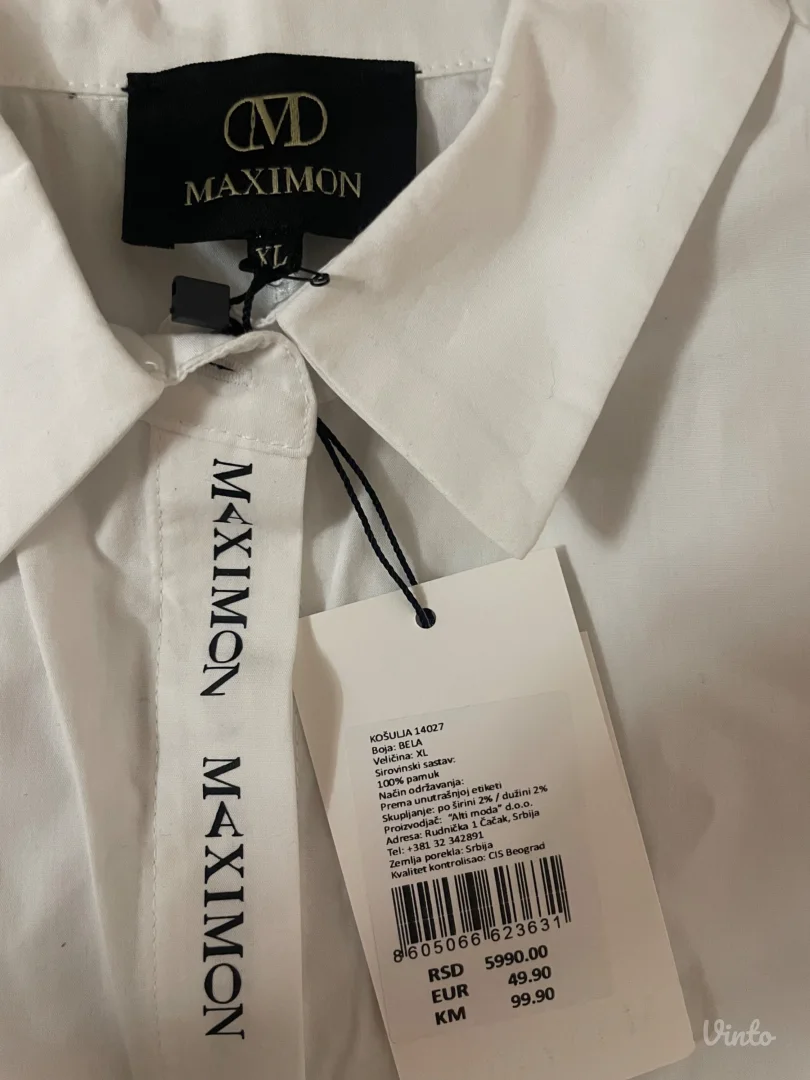 MAXIMON
XL
MAXIMON MAXIMON
KOŠULJA 14027
Boja: BELA
Veličina: XL
Sirovinski sastav:
100% pamuk
Način održavanja:
Prema unutrašnjoj etiketi
Skupljanje: po širini 2% / dužini 2%
Proizvodjač: "Alti moda" d.o.o.
Adresa: Rudnička 1 Čačak, Srbija
Tel: +381 32 342891
Zemlja porekla: Srbija
Kvalitet kontrolisao: CIS Beograd
8605066623631
RSD 5990.00
EUR 49.90
KM 99.90
Vinto